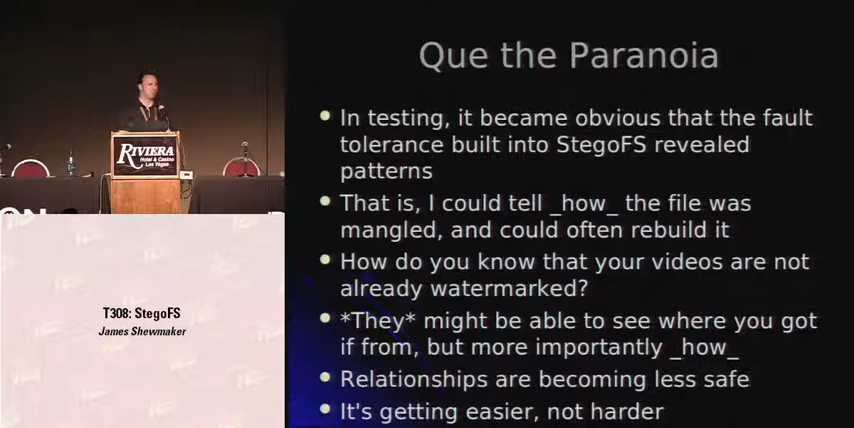 Que the Paranoia
In testing, it became obvious that the fault
tolerance built into StegoFS revealed
patterns
That is, I could tell _how_ the file was
mangled, and could often rebuild it
How do you know that your videos are not
already watermarked?
*They* might be able to see where you got
if from, but more importantly _how_
Relationships are becoming less safe
It's getting easier, not harder
RIVIERA
Hotel & Casino
Las Vegas
ON
T308: StegoFS
James Shewmaker